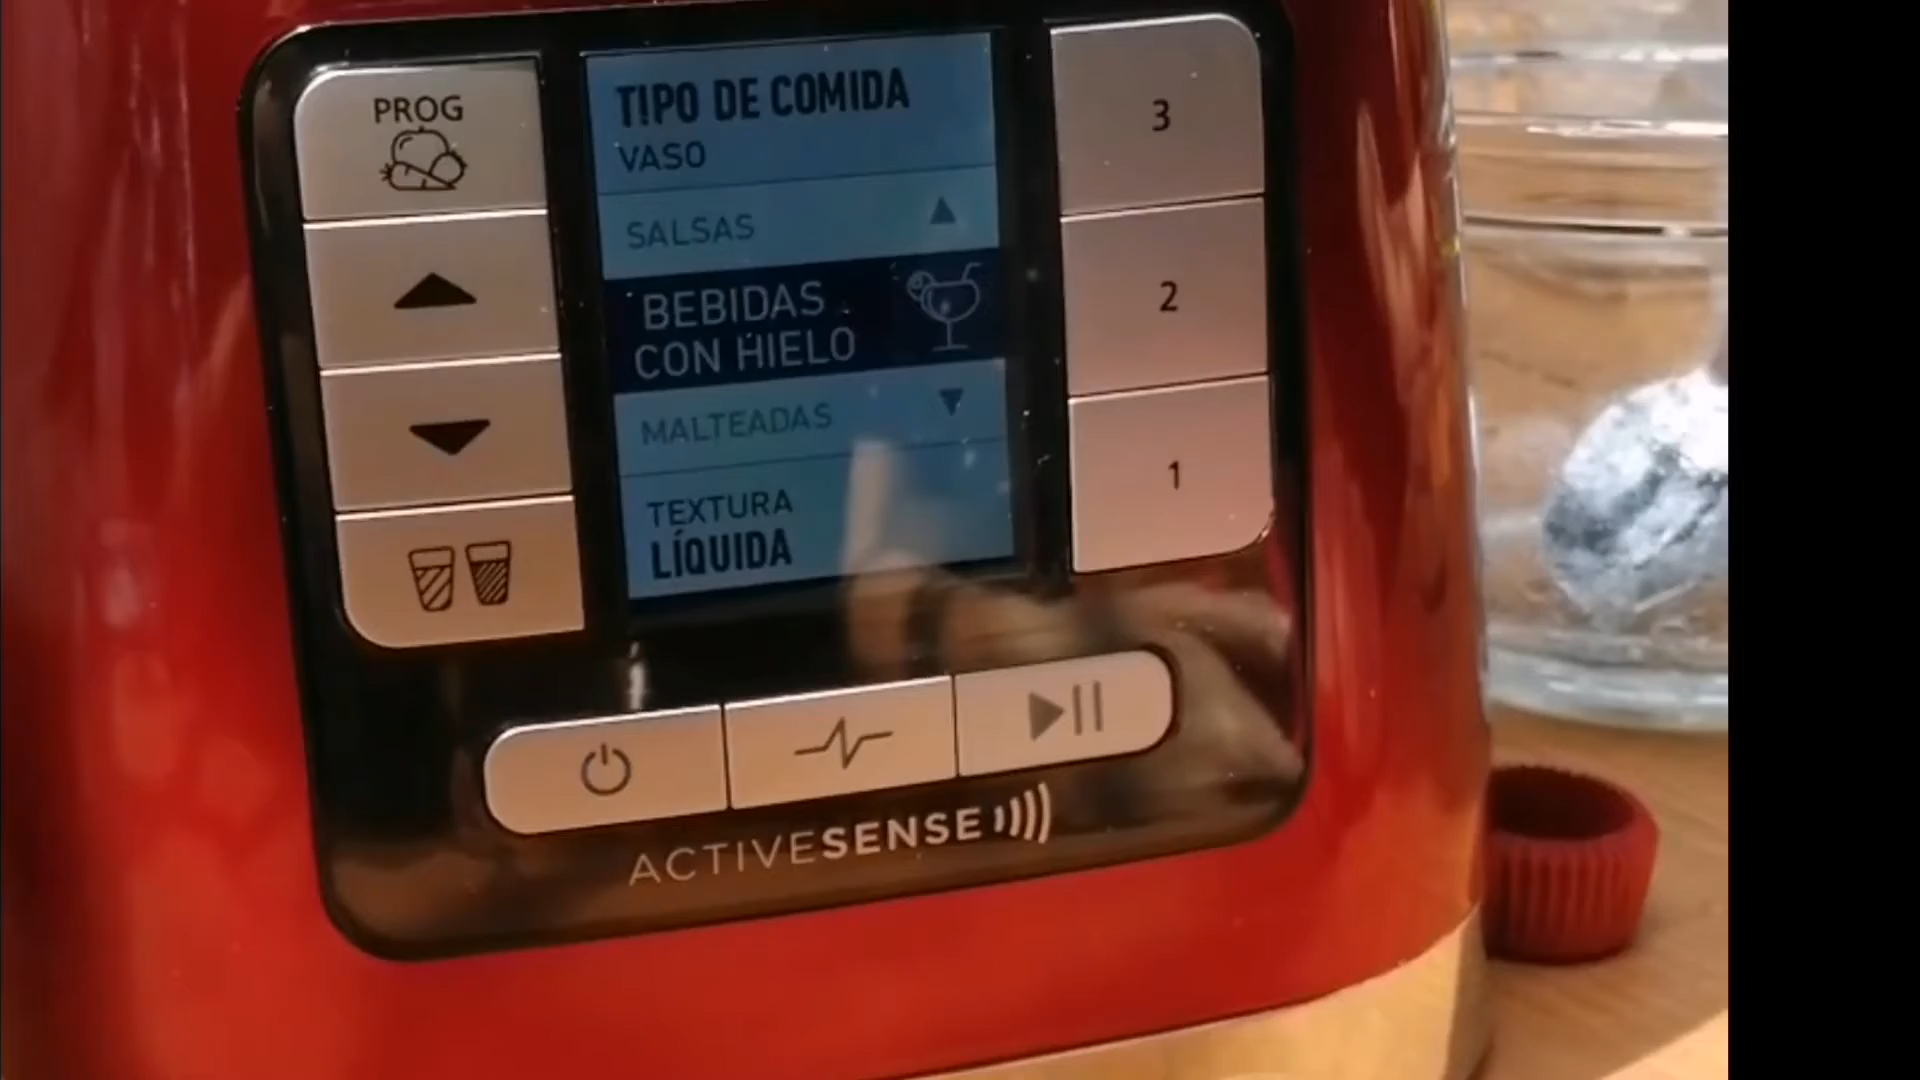 PROG
TIPO DE COMIDA
VASO
SALSAS
BEBIDAS
CON HIELO
MALTEADAS
TEXTURA
LÍQUIDA
3
2
1
ACTIVESENSE